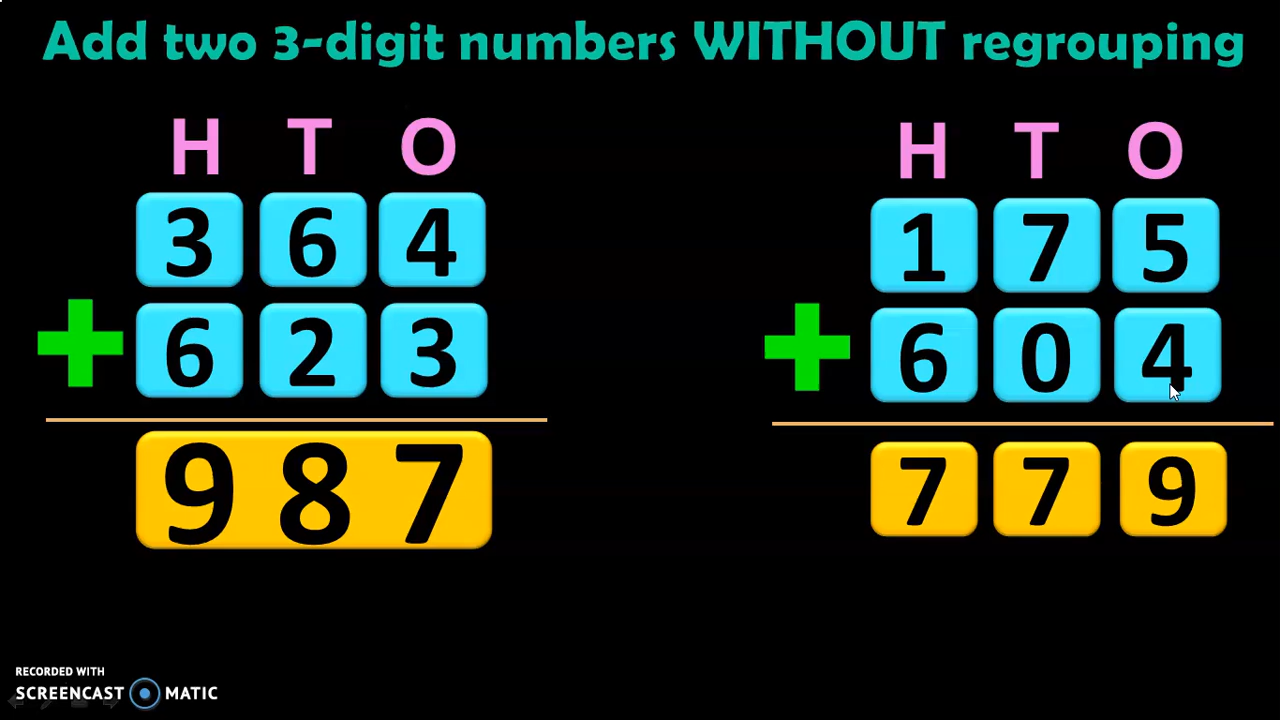 Add two 3-digit numbers WITHOUT regrouping
H T O
3 6 4
+ 6 2 3
9 8 7
H T O
1 7 5
+ 6 0 4
7 7 9
RECORDED WITH
SCREENCAST MATIC